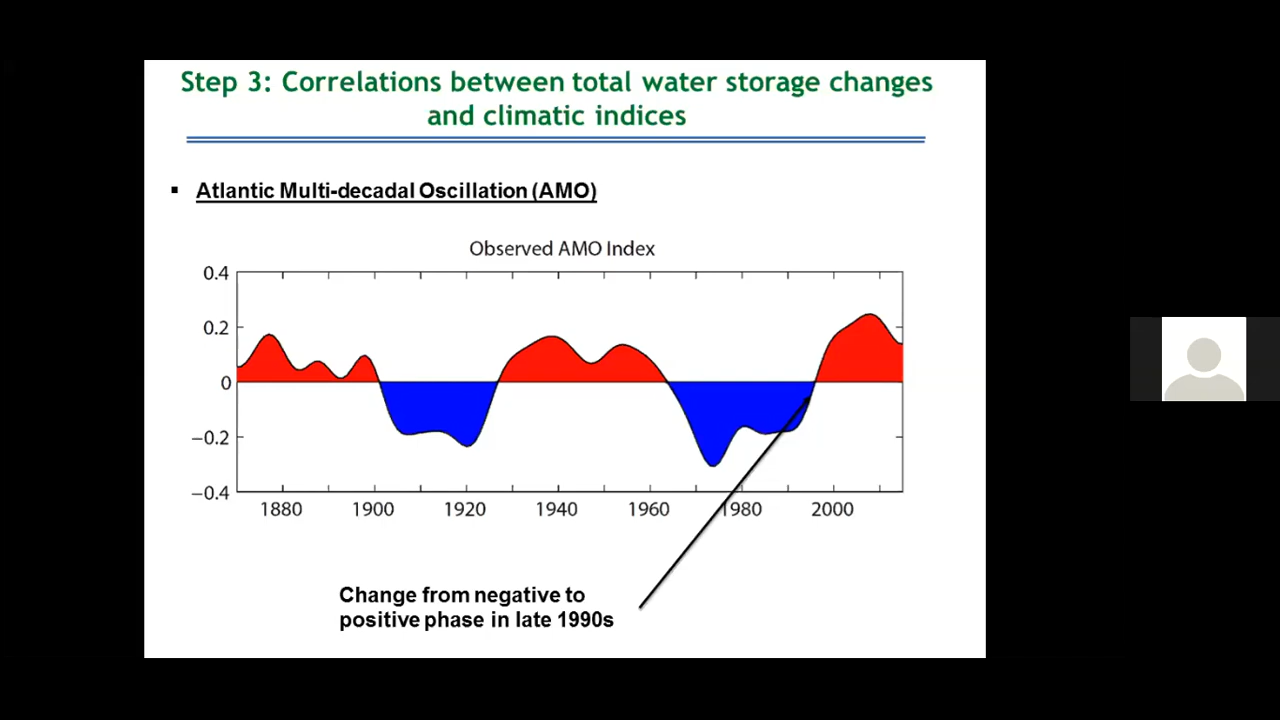 Step 3: Correlations between total water storage changes
and climatic indices
▪ Atlantic Multi-decadal Oscillation (AMO)
Observed AMO Index
0.4
0.2
0
−0.2
−0.4
1880 1900 1920 1940 1960 1980 2000
Change from negative to
positive phase in late 1990s